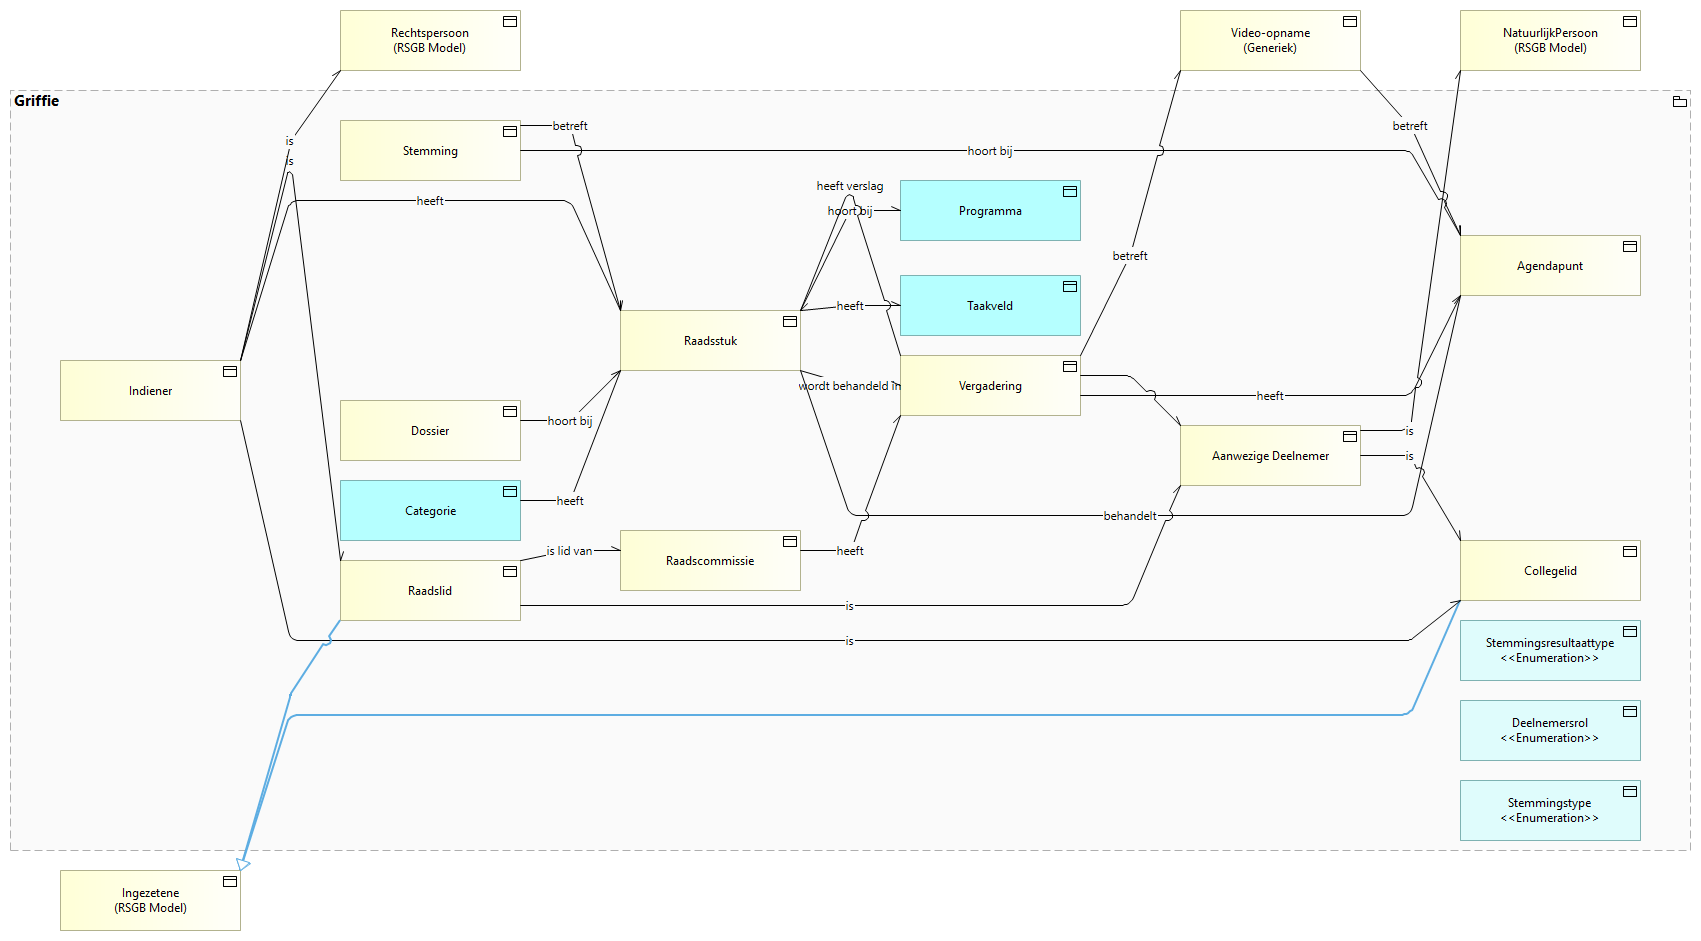 Rechtspersoon
(RSGB Model)
Video-opname
(Generiek)
NatuurlijkPersoon
(RSGB Model)
Griffie
betreft
betreft
is
Stemming
hoort bij
is
heeft verslag
heeft
hoort bij
Programma
betreft
Agendapunt
heeft
Taakveld
Raadsstuk
Indiener
wordt behandeld in
Vergadering
heeft
hoort bij
Dossier
is
Aanwezige Deelnemer
is
heeft
Categorie
behandelt
is lid van
heeft
Raadscommissie
Collegelid
Raadslid
is
is
Stemmingsresultaattype
<<Enumeration>>
Deelnemersrol
<<Enumeration>>
Stemmingstype
<<Enumeration>>
Ingezetene
(RSGB Model)